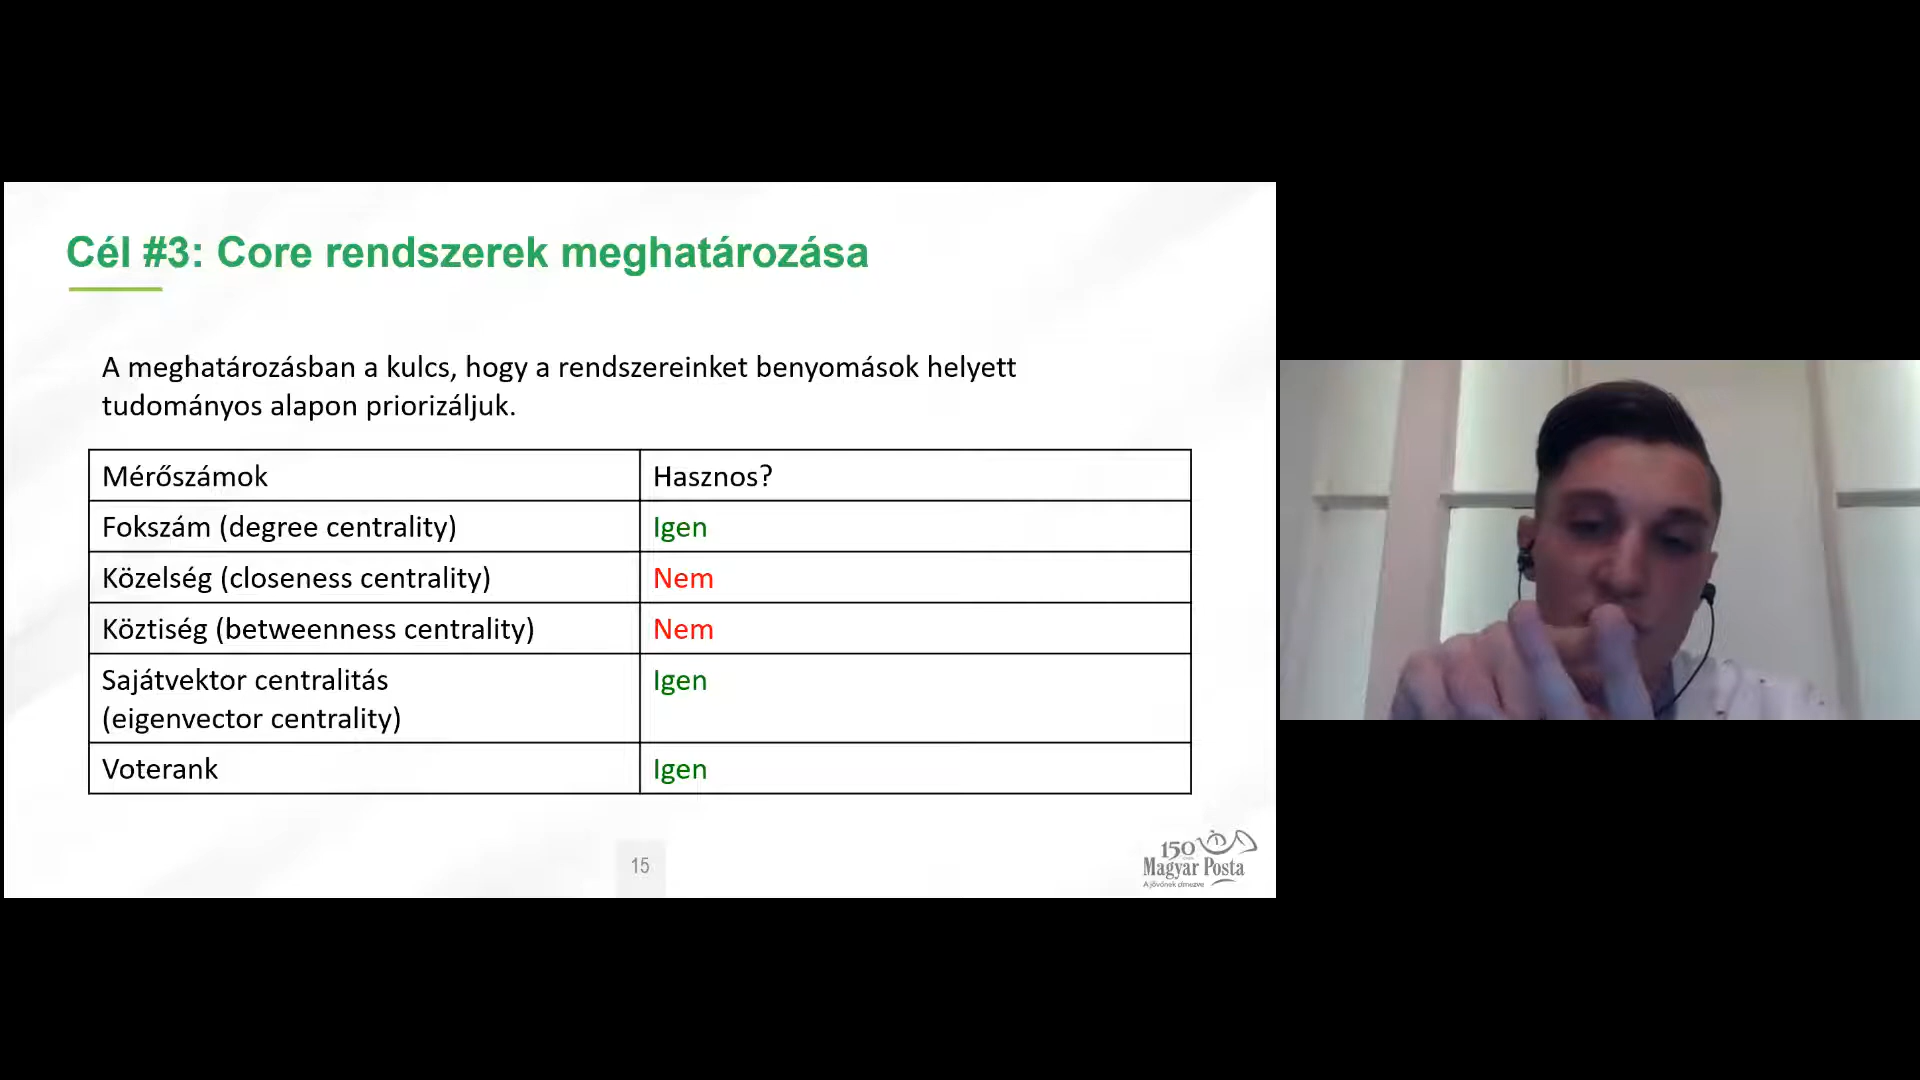 Cél #3: Core rendszerek meghatározása
A meghatározásban a kulcs, hogy a rendszereinket benyomások helyett
tudományos alapon priorizáljuk.
Mérőszámok Hasznos?
Fokszám (degree centrality) Igen
Közelség (closeness centrality) Nem
Köztiség (betweenness centrality) Nem
Sajátvektor centralitás Igen
(eigenvector centrality)
Voterank Igen
15
150
Magyar Posta
A jövőnek címezve